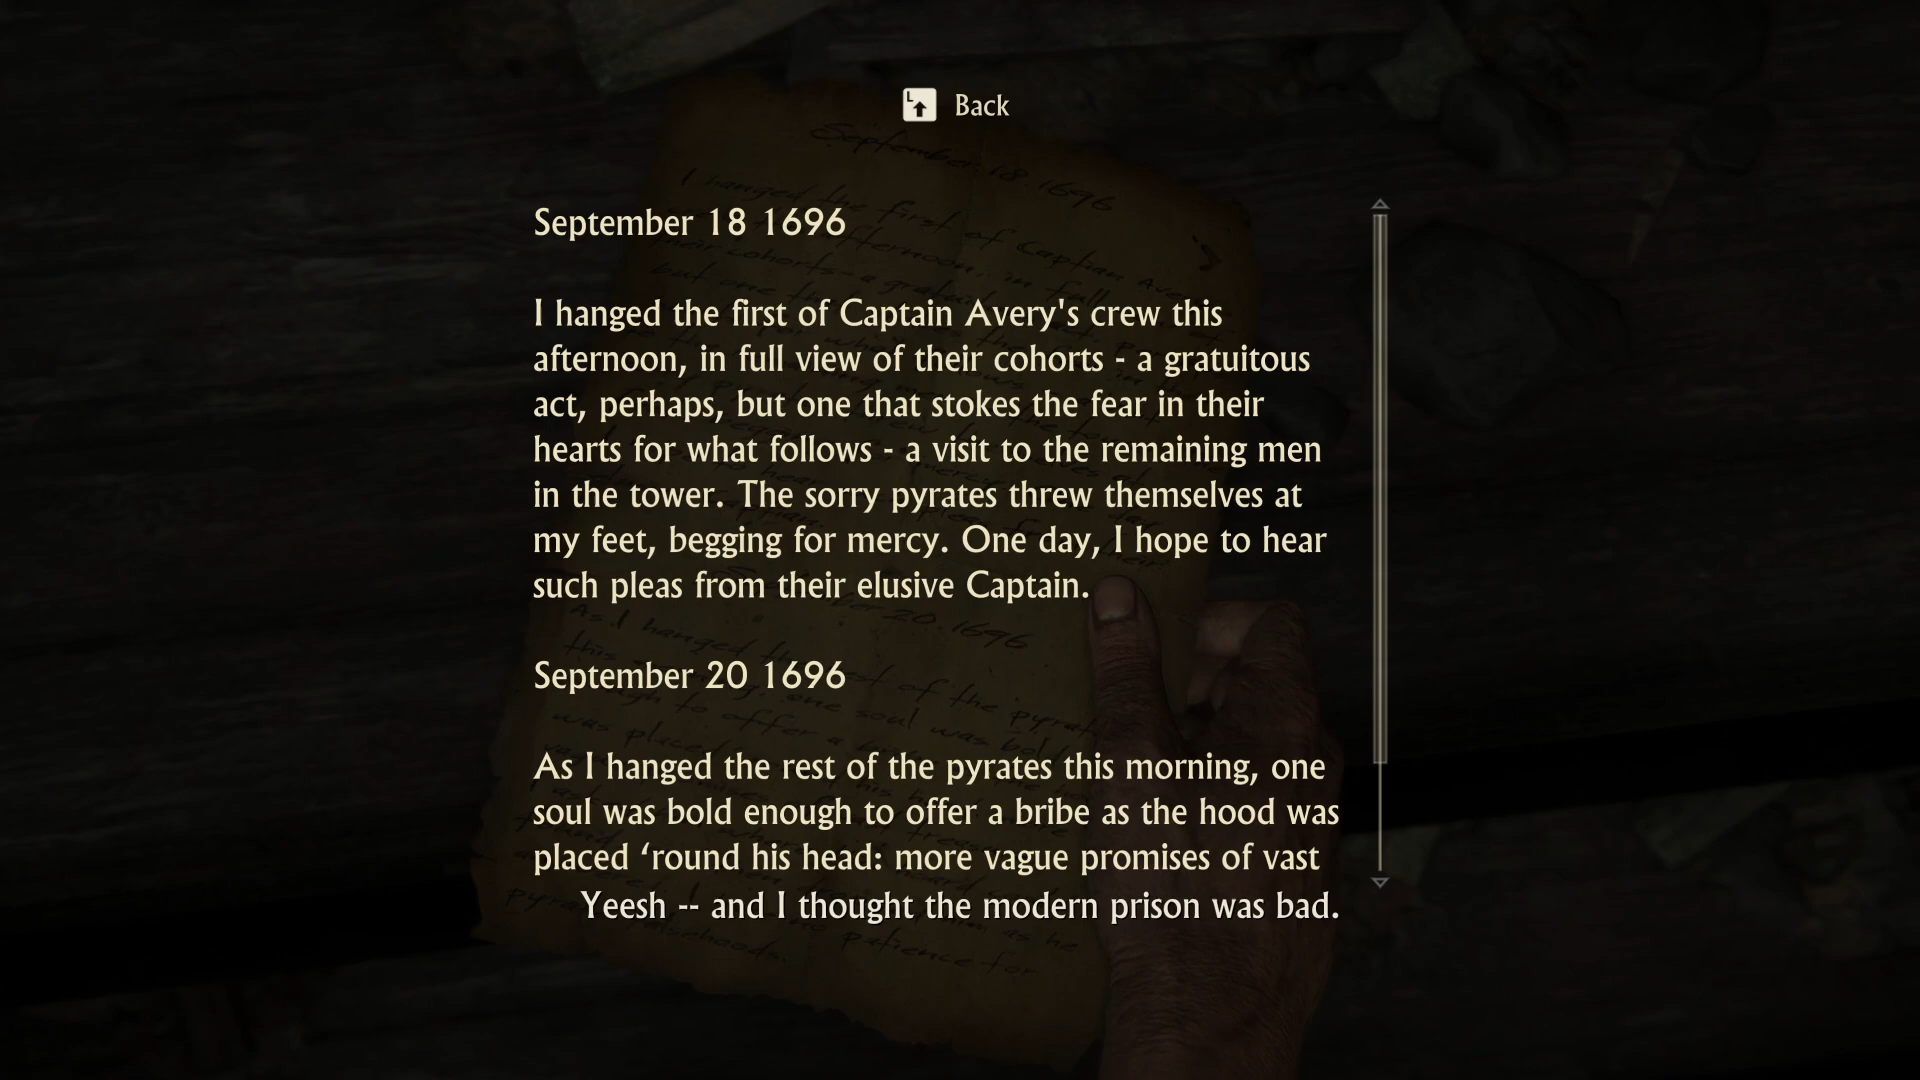 Back
September 18 1696
I hanged the first of Captain Avery's crew this
afternoon, in full view of their cohorts - a gratuitous
act, perhaps, but one that stokes the fear in their
hearts for what follows - a visit to the remaining men
in the tower. The sorry pyrates threw themselves at
my feet, begging for mercy. One day, I hope to hear
such pleas from their elusive Captain.
September 20 1696
As I hanged the rest of the pyrates this morning, one
soul was bold enough to offer a bribe as the hood was
placed ‘round his head: more vague promises of vast
Yeesh -- and I thought the modern prison was bad.